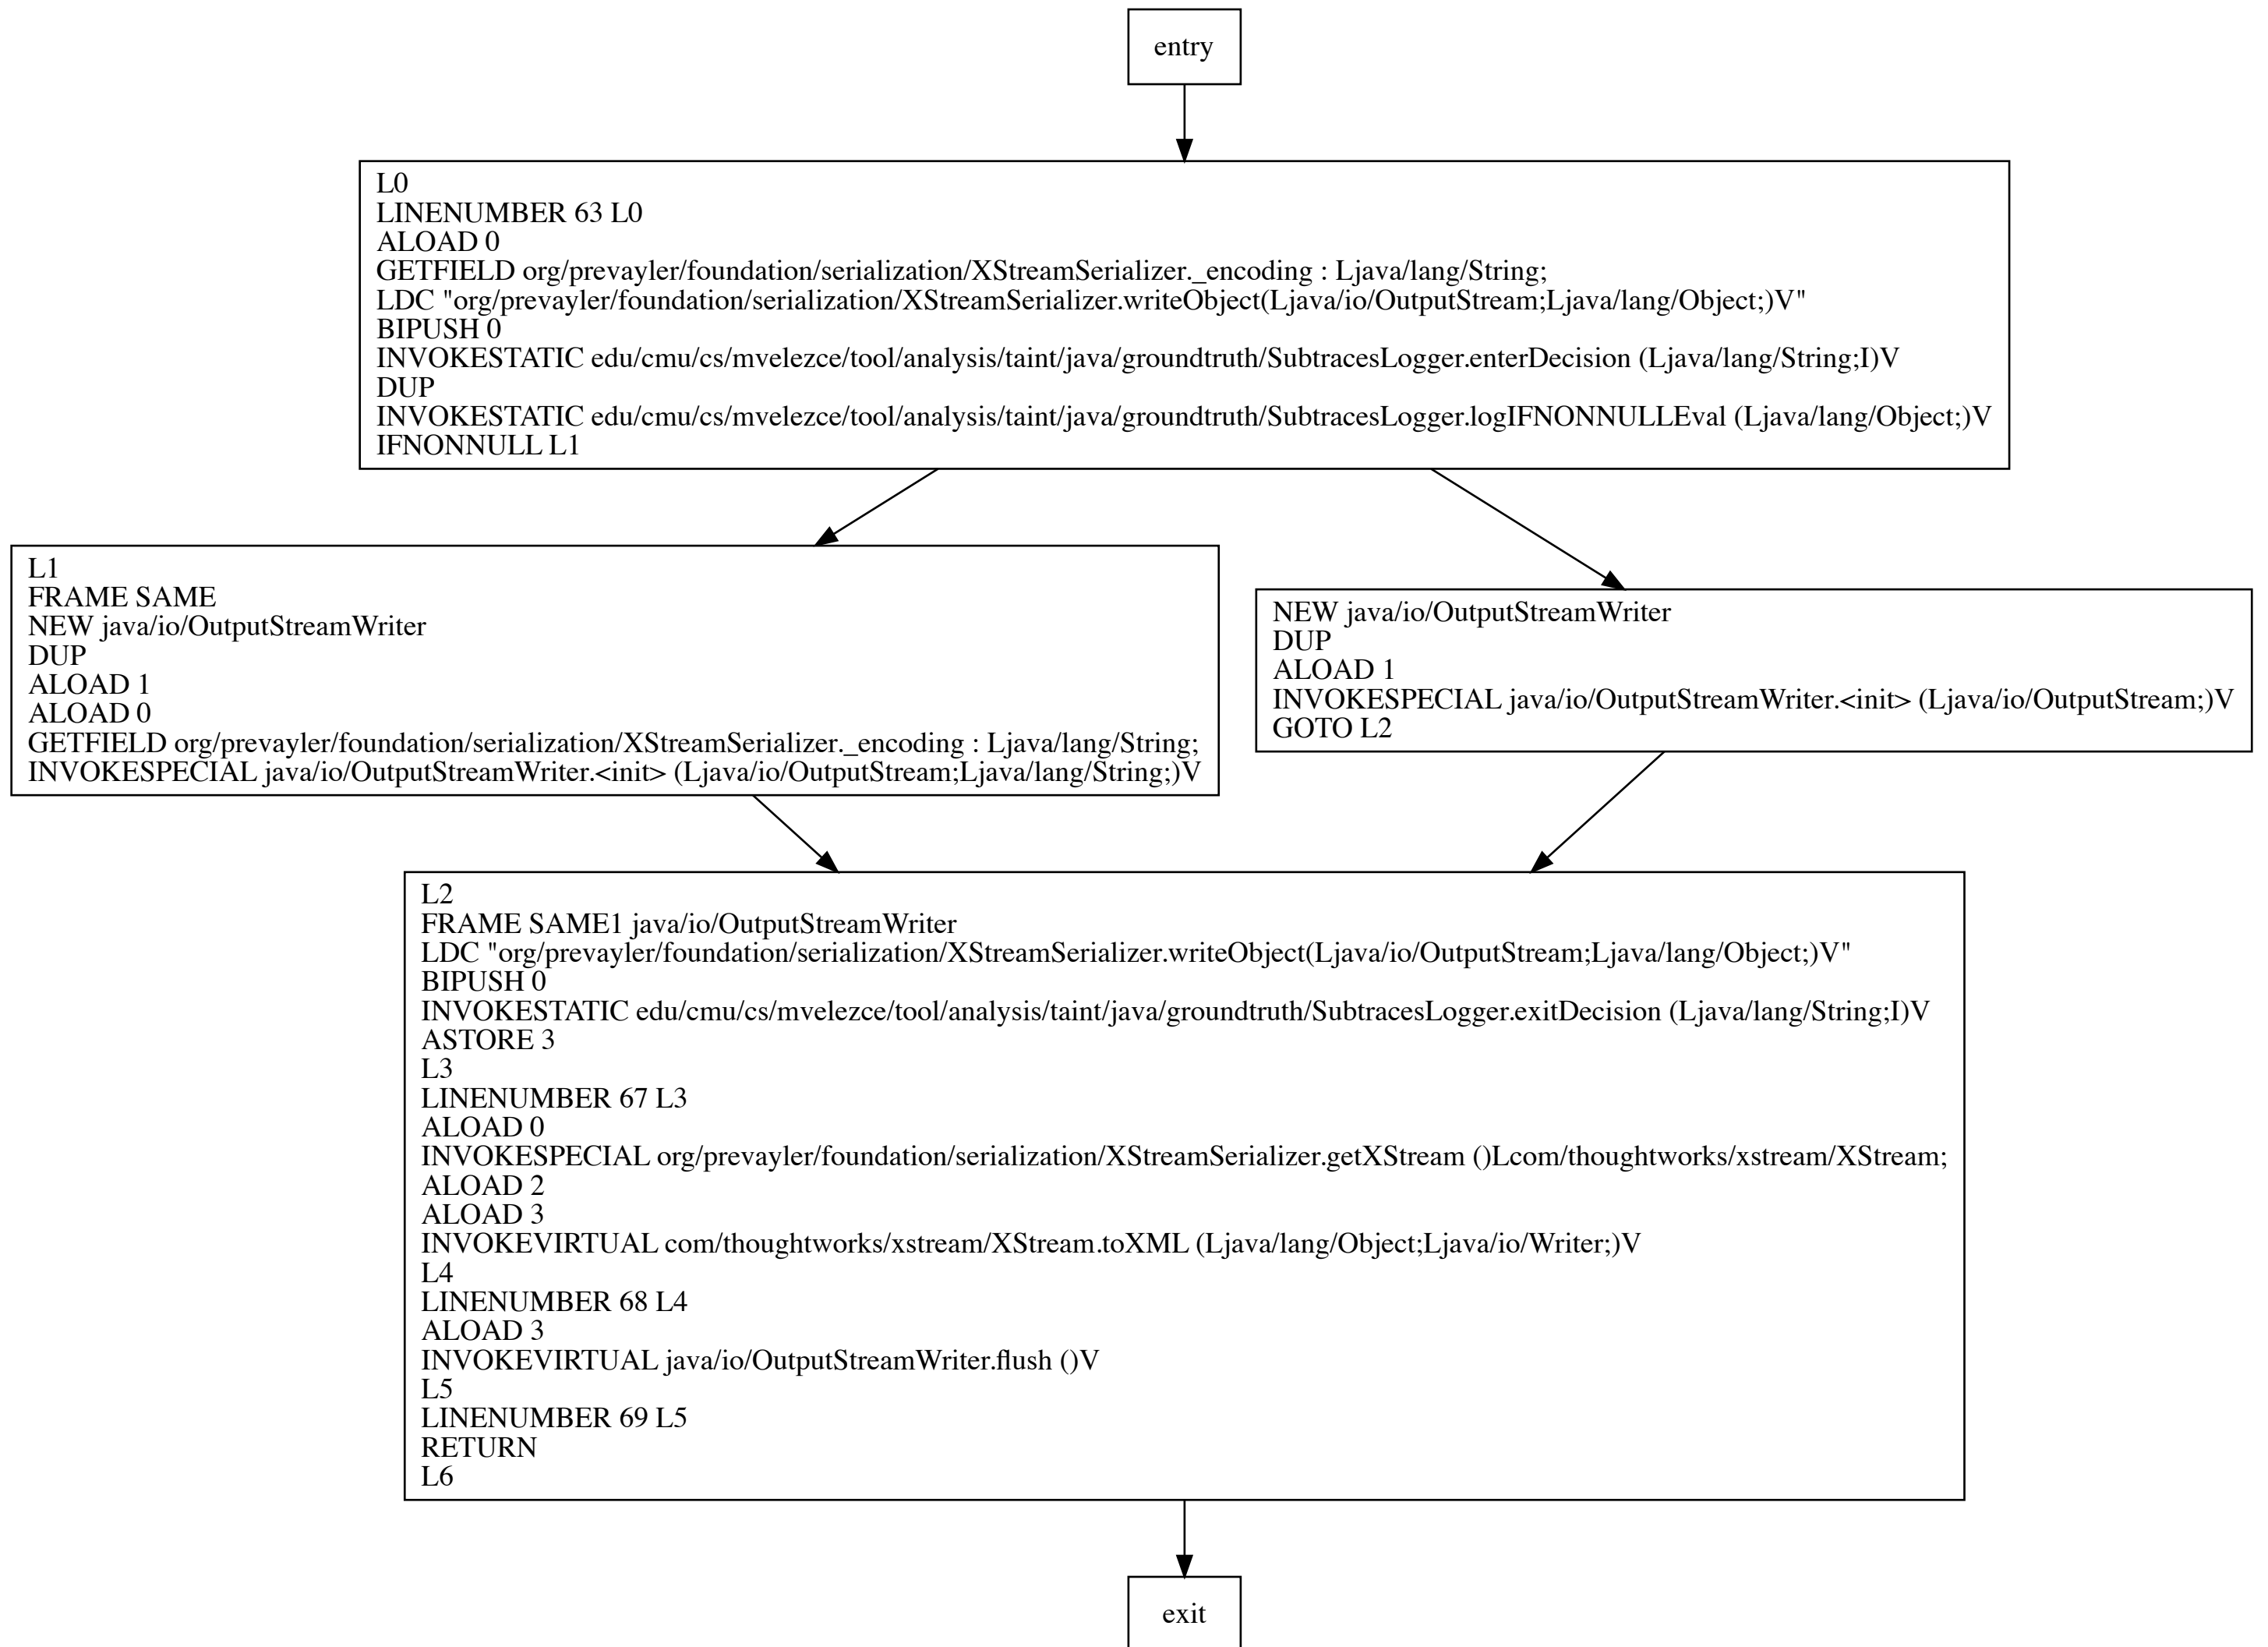 entry
L0
LINENUMBER 63 L0
ALOAD 0
GETFIELD org/prevayler/foundation/serialization/XStreamSerializer._encoding : Ljava/lang/String;
LDC "org/prevayler/foundation/serialization/XStreamSerializer.writeObject(Ljava/io/OutputStream;Ljava/lang/Object;)V"
BIPUSH 0
INVOKESTATIC edu/cmu/cs/mvelezce/tool/analysis/taint/java/groundtruth/SubtracesLogger.enterDecision (Ljava/lang/String;I)V
DUP
INVOKESTATIC edu/cmu/cs/mvelezce/tool/analysis/taint/java/groundtruth/SubtracesLogger.logIFNONNULLEval (Ljava/lang/Object;)V
IFNONNULL L1
L1
FRAME SAME
NEW java/io/OutputStreamWriter
DUP
ALOAD 1
ALOAD 0
GETFIELD org/prevayler/foundation/serialization/XStreamSerializer._encoding : Ljava/lang/String;
INVOKESPECIAL java/io/OutputStreamWriter.<init> (Ljava/io/OutputStream;Ljava/lang/String;)V
NEW java/io/OutputStreamWriter
DUP
ALOAD 1
INVOKESPECIAL java/io/OutputStreamWriter.<init> (Ljava/io/OutputStream;)V
GOTO L2
L2
FRAME SAME1 java/io/OutputStreamWriter
LDC "org/prevayler/foundation/serialization/XStreamSerializer.writeObject(Ljava/io/OutputStream;Ljava/lang/Object;)V"
BIPUSH 0
INVOKESTATIC edu/cmu/cs/mvelezce/tool/analysis/taint/java/groundtruth/SubtracesLogger.exitDecision (Ljava/lang/String;I)V
ASTORE 3
L3
LINENUMBER 67 L3
ALOAD 0
INVOKESPECIAL org/prevayler/foundation/serialization/XStreamSerializer.getXStream ()Lcom/thoughtworks/xstream/XStream;
ALOAD 2
ALOAD 3
INVOKEVIRTUAL com/thoughtworks/xstream/XStream.toXML (Ljava/lang/Object;Ljava/io/Writer;)V
L4
LINENUMBER 68 L4
ALOAD 3
INVOKEVIRTUAL java/io/OutputStreamWriter.flush ()V
L5
LINENUMBER 69 L5
RETURN
L6
exit